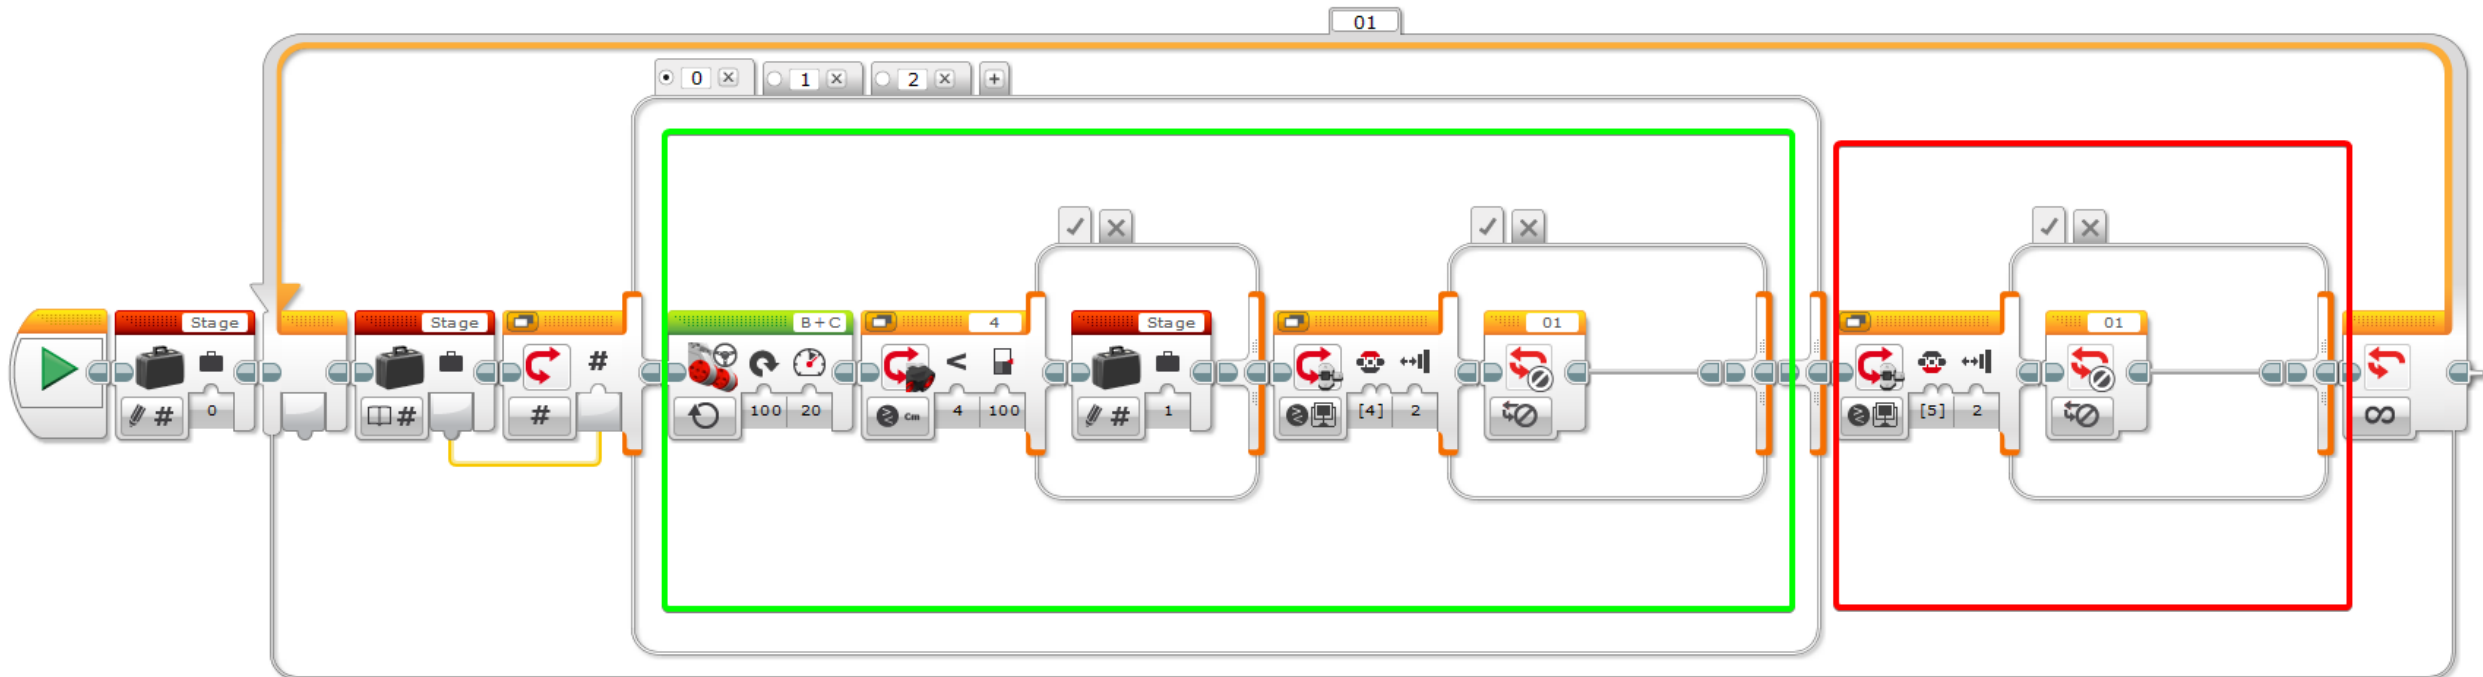 01
0 1 2 +
B+C 4
Stage Stage Stage 01 01
# # <
# 0 # # 100 20 Cm 4 100 # 1 [4] 2 [5] 2 ∞